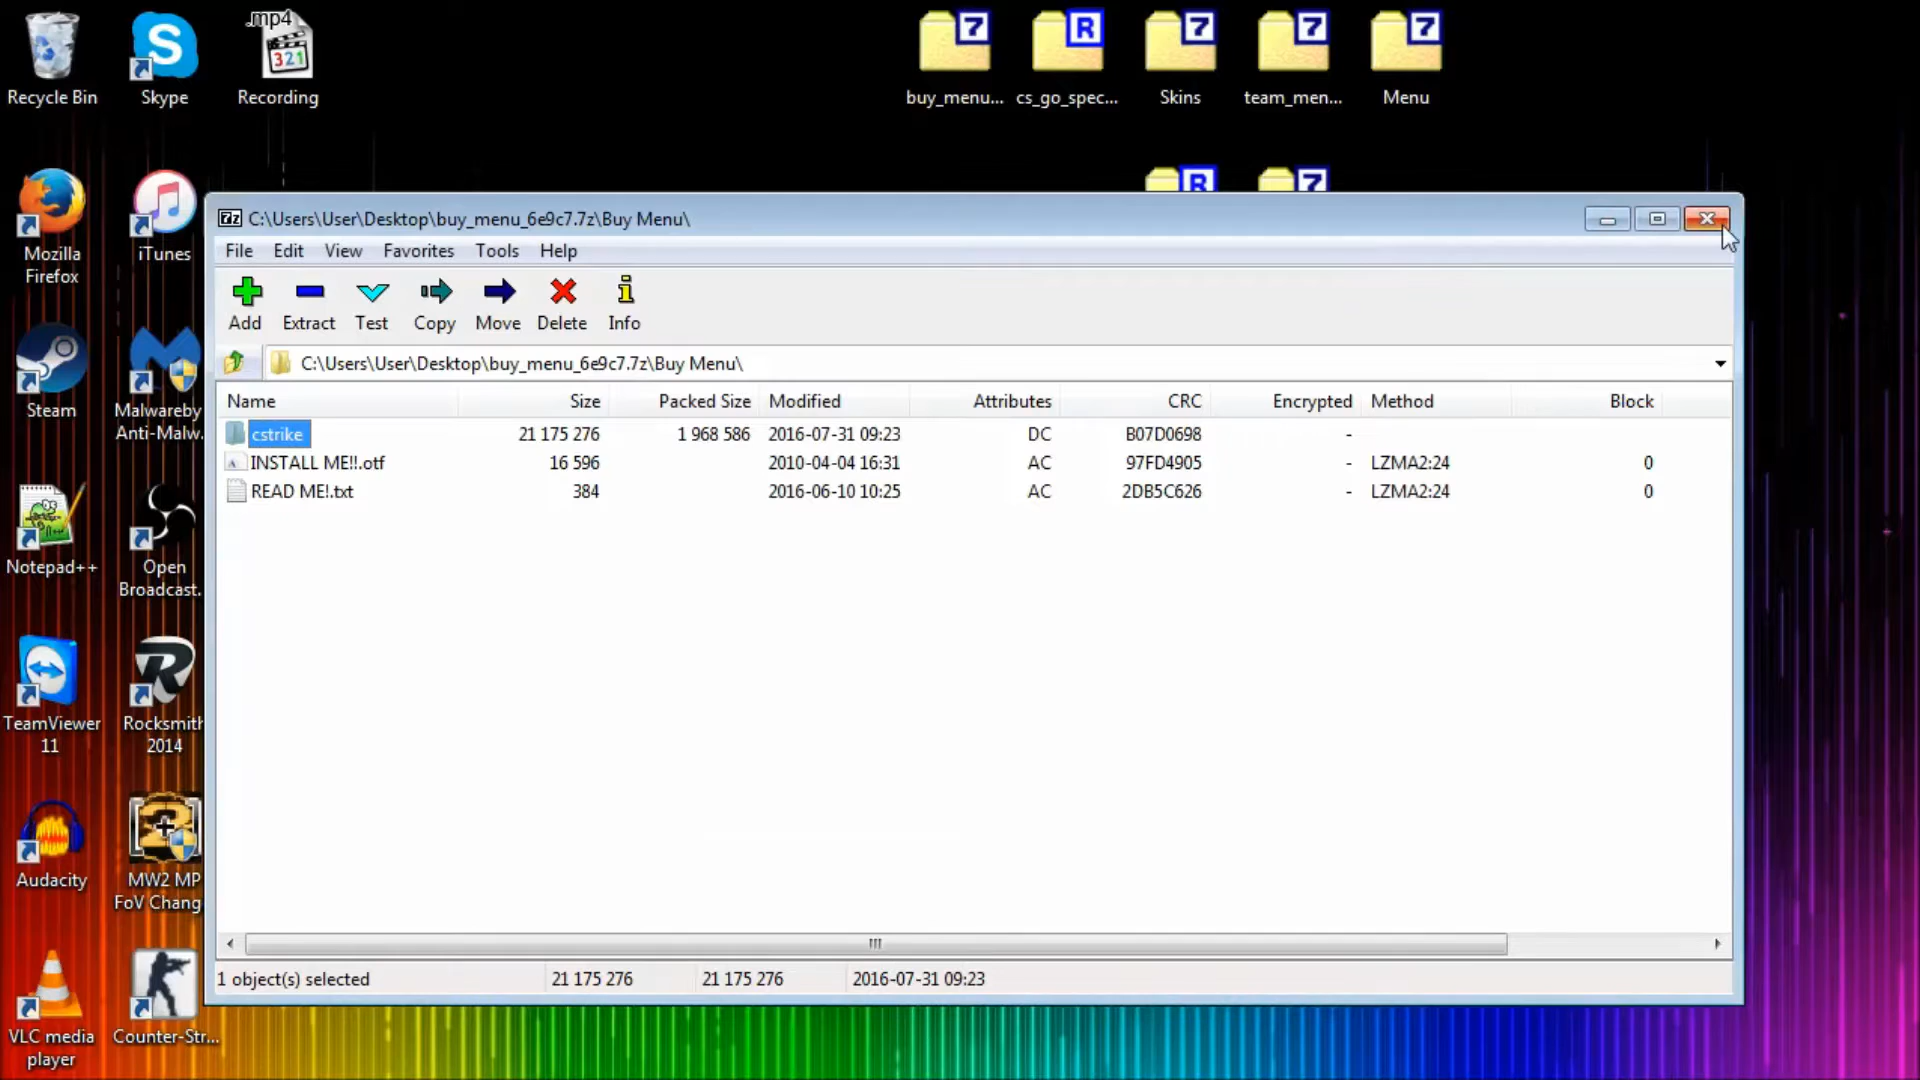 .mp4
321
7
R
7
7
7
Recycle Bin
Skype
Recording
buy_menu...
cs_go_spec...
Skins
team_men...
Menu
R
7
Mozilla
Firefox
iTunes
Steam
Malwareby
Anti-Malw.
Notepad++
Open
Broadcast.
TeamViewer
11
Rocksmith
2014
Audacity
MW2 MP
FoV Chang
VLC media
player
Counter-Str...
7z C:\Users\User\Desktop\buy_menu_6e9c7.7z\Buy Menu\
File Edit View Favorites Tools Help
Add Extract Test Copy Move Delete Info
C:\Users\User\Desktop\buy_menu_6e9c7.7z\Buy Menu\
Name Size Packed Size Modified Attributes CRC Encrypted Method Block
cstrike 21 175 276 1 968 586 2016-07-31 09:23 DC B07D0698 -
INSTALL ME!!.otf 16 596 2010-04-04 16:31 AC 97FD4905 - LZMA2:24 0
READ ME!.txt 384 2016-06-10 10:25 AC 2DB5C626 - LZMA2:24 0
1 object(s) selected 21 175 276 21 175 276 2016-07-31 09:23